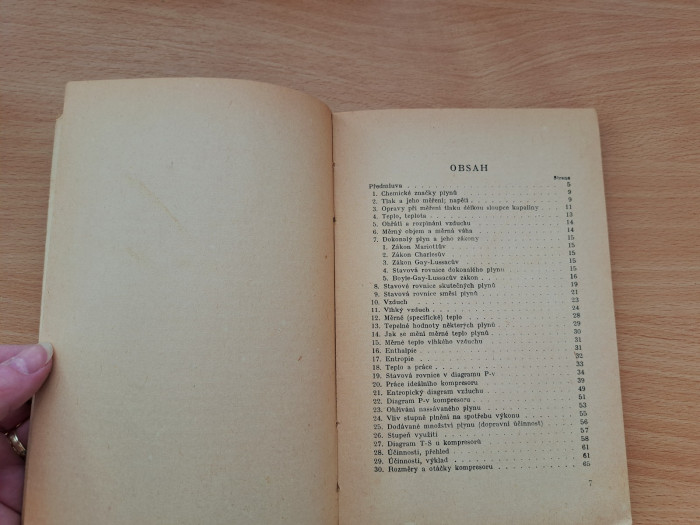 OBSAH
Strana
Předmluva 5
1. Chemické značky plynů 9
2. Tlak a jeho měření; napětí 9
3. Opravy při měření tlaku délkou sloupce kapaliny 11
4. Teplo, teplota 13
5. Ohřátí a rozpínání vzduchu 14
6. Měrný objem a měrná váha 14
7. Dokonalý plyn a jeho zákony 15
1. Zákon Mariottův 15
2. Zákon Charlesův 15
3. Zákon Gay-Lussacův 15
4. Stavová rovnice dokonalého plynu 15
5. Boyle-Gay-Lussacův zákon 16
8. Stavové rovnice skutečných plynů 19
9. Stavová rovnice směsi plynů 21
10. Vzduch 23
11. Vlhký vzduch 24
12. Měrné (specifické) teplo 28
13. Tepelné hodnoty některých plynů 29
14. Jak se mění měrné teplo plynů 30
15. Měrné teplo vlhkého vzduchu 31
16. Enthalpie 31
17. Entropie 32
18. Teplo a práce 33
19. Stavová rovnice v diagramu P-v 34
20. Práce ideálního kompresoru 39
21. Entropický diagram vzduchu 49
22. Diagram P-v kompresoru 51
23. Ohřívání nassávaného plynu 53
24. Vliv stupně plnění na spotřebu výkonu 55
25. Dodávané množství plynu (dopravní účinnost) 56
26. Stupeň využití 57
27. Diagram T-S u kompresorů 58
28. Účinnosti, přehled 61
29. Účinnosti, výklad 61
30. Rozměry a otáčky kompresoru 65
7